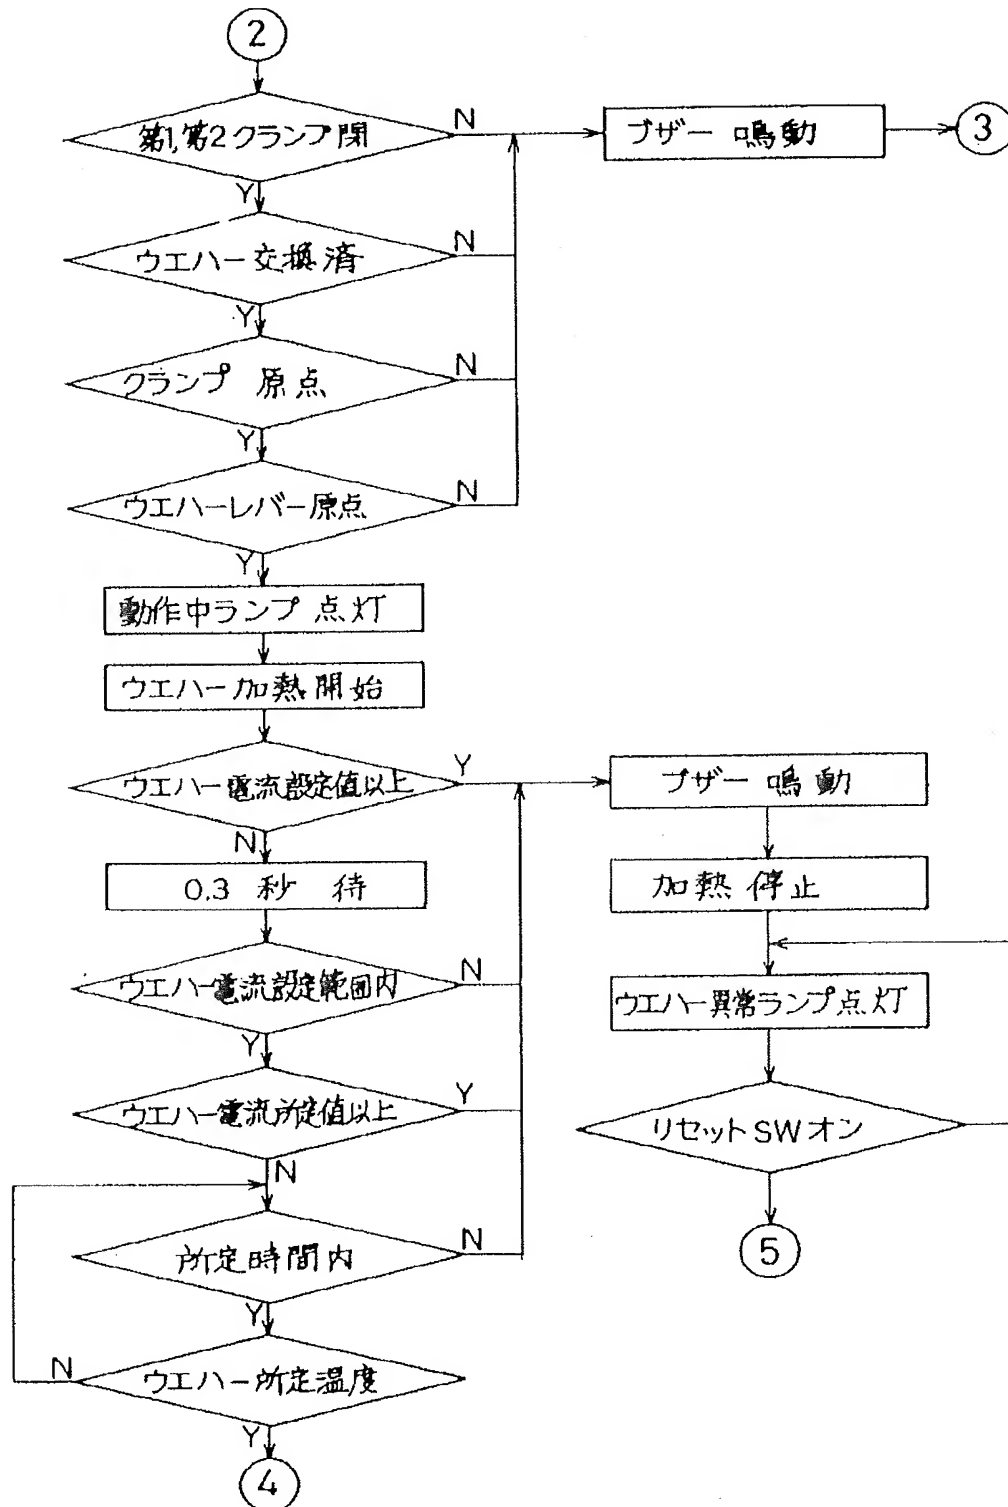 2
第1,第2クランプ閉
N
ブザー 鳴動
3
Y
ウエハー交換済
N
Y
クランプ 原点
N
Y
ウエハーレバー原点
N
Y
動作中ランプ 点灯
ウエハー加熱開始
ウエハー電流設定値以上
Y
ブザー 鳴動
N
0.3 秒 待
加熱停止
ウエハー電流設定範囲内
N
ウエハー異常ランプ点灯
Y
ウエハー電流所定値以上
Y
リセットSWオン
N
所定時間内
N
5
Y
ウエハー所定温度
N
Y
4